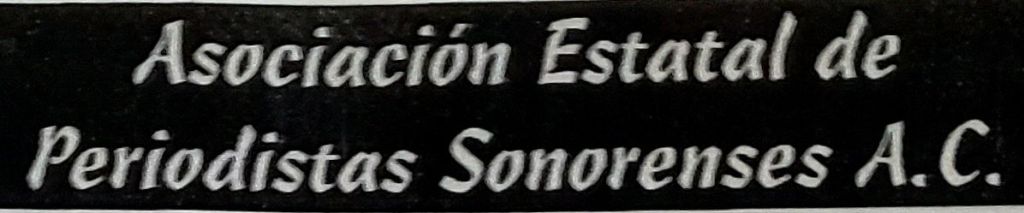 Asociación Estatal de
Periodistas Sonorenses A.C.